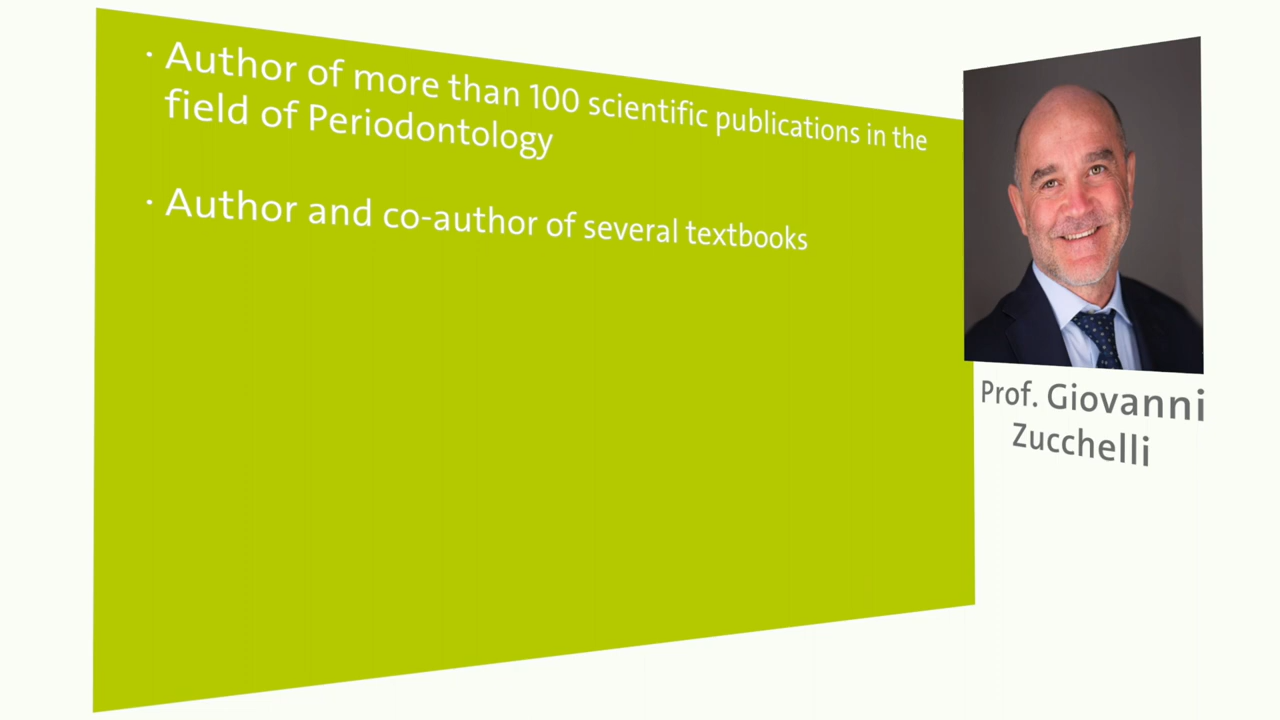 · Author of more than 100 scientific publications in the
field of Periodontology
· Author and co-author of several textbooks
Prof. Giovanni
Zucchelli